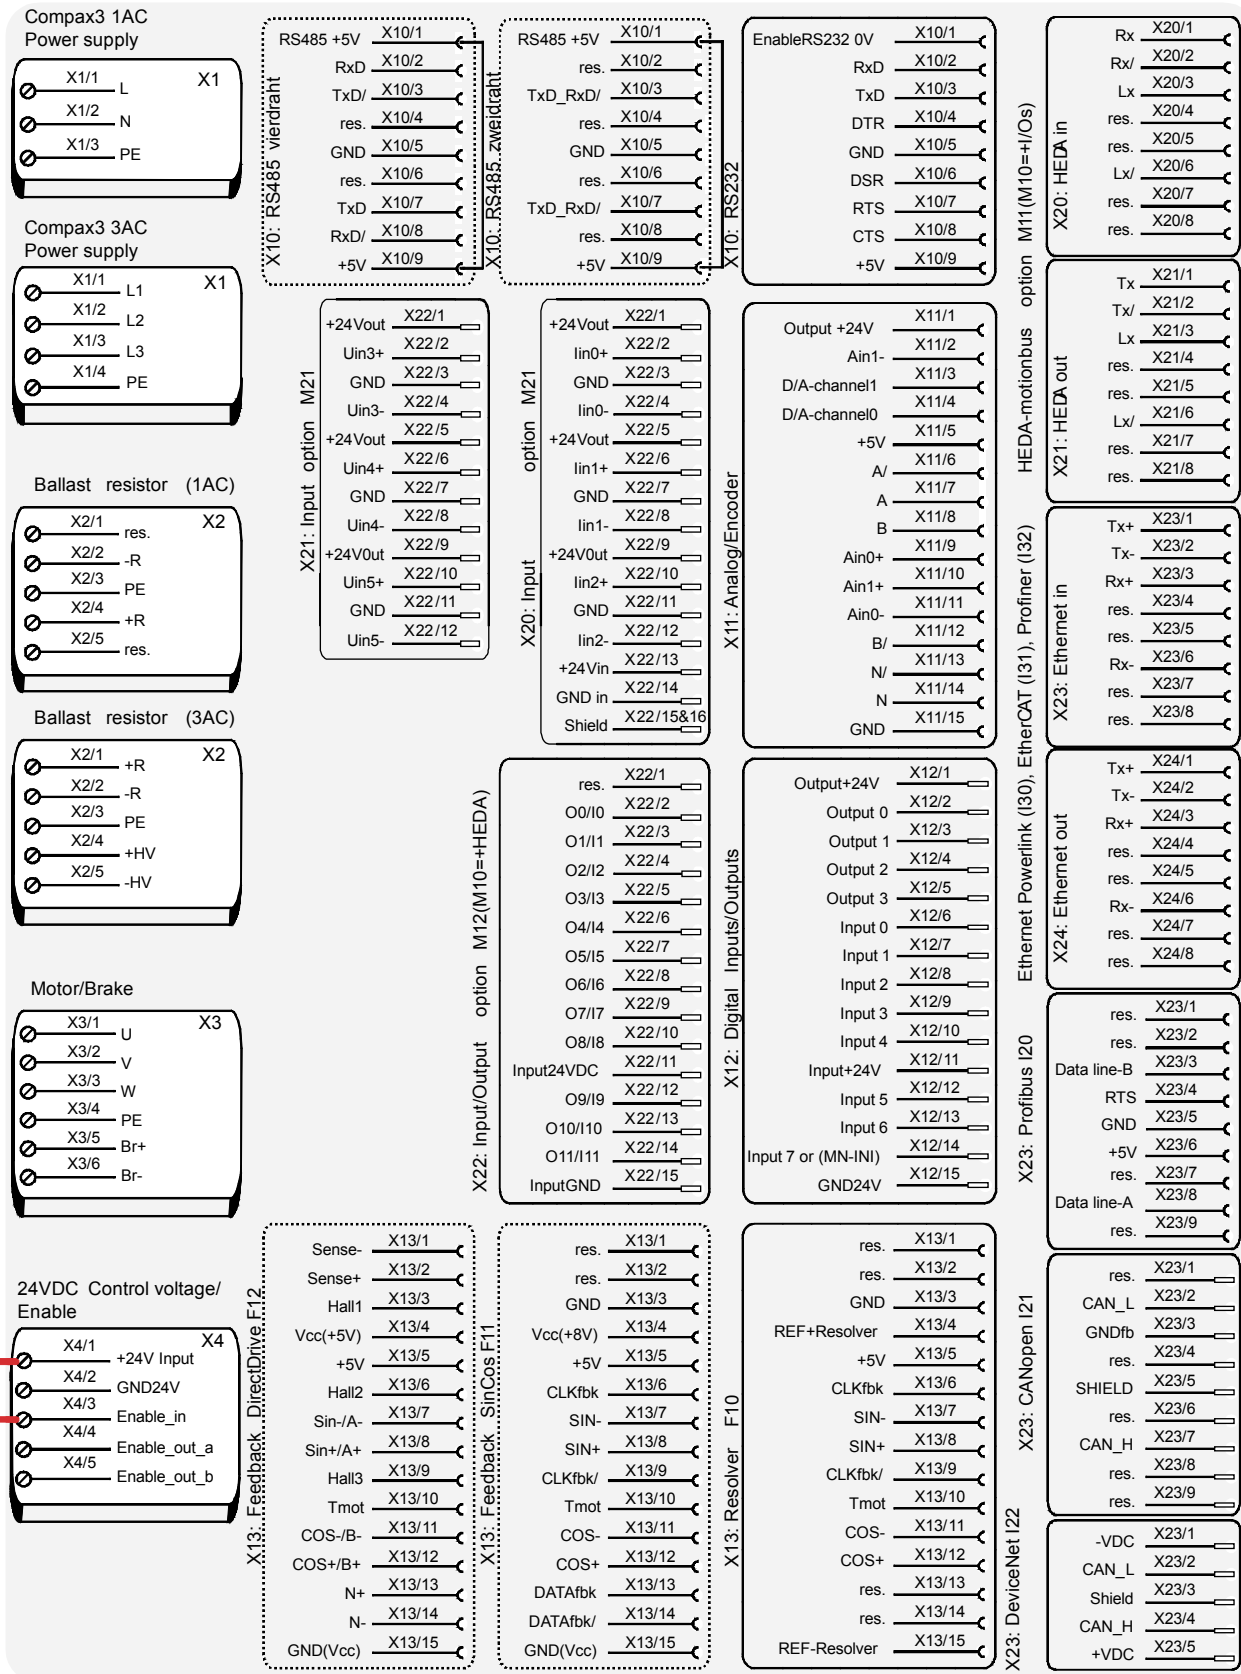 Compax3 1AC
Power supply
X1
X1/1 L
X1/2 N
X1/3 PE
Compax3 3AC
Power supply
X1
X1/1 L1
X1/2 L2
X1/3 L3
X1/4 PE
Ballast resistor (1AC)
X2
X2/1 res.
X2/2 -R
X2/3 PE
X2/4 +R
X2/5 res.
Ballast resistor (3AC)
X2
X2/1 +R
X2/2 -R
X2/3 PE
X2/4 +HV
X2/5 -HV
Motor/Brake
X3
X3/1 U
X3/2 V
X3/3 W
X3/4 PE
X3/5 Br+
X3/6 Br-
24VDC Control voltage/
Enable
X4
X4/1 +24V Input
X4/2 GND24V
X4/3 Enable_in
X4/4 Enable_out_a
X4/5 Enable_out_b
X10: RS485 vierdraht
RS485 +5V X10/1
RxD X10/2
TxD/ X10/3
res. X10/4
GND X10/5
res. X10/6
TxD X10/7
RxD/ X10/8
+5V X10/9
X10: RS485 zweidraht
RS485 +5V X10/1
res. X10/2
TxD_RxD/ X10/3
res. X10/4
GND X10/5
res. X10/6
TxD_RxD/ X10/7
res. X10/8
+5V X10/9
X10: RS232
EnableRS232 0V X10/1
RxD X10/2
TxD X10/3
DTR X10/4
GND X10/5
DSR X10/6
RTS X10/7
CTS X10/8
+5V X10/9
X21: Input option M21
+24Vout X22/1
Uin3+ X22/2
GND X22/3
Uin3- X22/4
+24Vout X22/5
Uin4+ X22/6
GND X22/7
Uin4- X22/8
+24V0ut X22/9
Uin5+ X22/10
GND X22/11
Uin5- X22/12
X20: Input option M21
+24Vout X22/1
Iin0+ X22/2
GND X22/3
Iin0- X22/4
+24Vout X22/5
Iin1+ X22/6
GND X22/7
Iin1- X22/8
+24V0ut X22/9
Iin2+ X22/10
GND X22/11
Iin2- X22/12
+24Vin X22/13
GND in X22/14
Shield X22/15&16
X11: Analog/Encoder
Output +24V X11/1
Ain1- X11/2
D/A-channel1 X11/3
D/A-channel0 X11/4
+5V X11/5
A/ X11/6
A X11/7
B X11/8
Ain0+ X11/9
Ain1+ X11/10
Ain0- X11/11
B/ X11/12
N/ X11/13
N X11/14
GND X11/15
X22: Input/Output option M12(M10=+HEDA)
res. X22/1
O0/I0 X22/2
O1/I1 X22/3
O2/I2 X22/4
O3/I3 X22/5
O4/I4 X22/6
O5/I5 X22/7
O6/I6 X22/8
O7/I7 X22/9
O8/I8 X22/10
Input24VDC X22/11
O9/I9 X22/12
O10/I10 X22/13
O11/I11 X22/14
InputGND X22/15
X12: Digital Inputs/Outputs
Output+24V X12/1
Output 0 X12/2
Output 1 X12/3
Output 2 X12/4
Output 3 X12/5
Input 0 X12/6
Input 1 X12/7
Input 2 X12/8
Input 3 X12/9
Input 4 X12/10
Input+24V X12/11
Input 5 X12/12
Input 6 X12/13
Input 7 or (MN-INI) X12/14
GND24V X12/15
X13: Feedback DirectDrive F12
Sense- X13/1
Sense+ X13/2
Hall1 X13/3
Vcc(+5V) X13/4
+5V X13/5
Hall2 X13/6
Sin-/A- X13/7
Sin+/A+ X13/8
Hall3 X13/9
Tmot X13/10
COS-/B- X13/11
COS+/B+ X13/12
N+ X13/13
N- X13/14
GND(Vcc) X13/15
X13: Feedback SinCos F11
res. X13/1
res. X13/2
GND X13/3
Vcc(+8V) X13/4
+5V X13/5
CLKfbk X13/6
SIN- X13/7
SIN+ X13/8
CLKfbk/ X13/9
Tmot X13/10
COS- X13/11
COS+ X13/12
DATAfbk X13/13
DATAfbk/ X13/14
GND(Vcc) X13/15
X13: Resolver F10
res. X13/1
res. X13/2
GND X13/3
REF+Resolver X13/4
+5V X13/5
CLKfbk X13/6
SIN- X13/7
SIN+ X13/8
CLKfbk/ X13/9
Tmot X13/10
COS- X13/11
COS+ X13/12
res. X13/13
res. X13/14
REF-Resolver X13/15
HEDA-motionbus option M11(M10=+I/Os)
X20: HEDA in
Rx X20/1
Rx/ X20/2
Lx X20/3
res. X20/4
res. X20/5
Lx/ X20/6
res. X20/7
res. X20/8
X21: HEDA out
Tx X21/1
Tx/ X21/2
Lx X21/3
res. X21/4
res. X21/5
Lx/ X21/6
res. X21/7
res. X21/8
Ethernet Powerlink (I30), EtherCAT (I31), Profiner (I32)
X23: Ethernet in
Tx+ X23/1
Tx- X23/2
Rx+ X23/3
res. X23/4
res. X23/5
Rx- X23/6
res. X23/7
res. X23/8
X24: Ethernet out
Tx+ X24/1
Tx- X24/2
Rx+ X24/3
res. X24/4
res. X24/5
Rx- X24/6
res. X24/7
res. X24/8
X23: Profibus I20
res. X23/1
res. X23/2
Data line-B X23/3
RTS X23/4
GND X23/5
+5V X23/6
res. X23/7
Data line-A X23/8
res. X23/9
X23: CANopen I21
res. X23/1
CAN_L X23/2
GNDfb X23/3
res. X23/4
SHIELD X23/5
res. X23/6
CAN_H X23/7
res. X23/8
res. X23/9
X23: DeviceNet I22
-VDC X23/1
CAN_L X23/2
Shield X23/3
CAN_H X23/4
+VDC X23/5